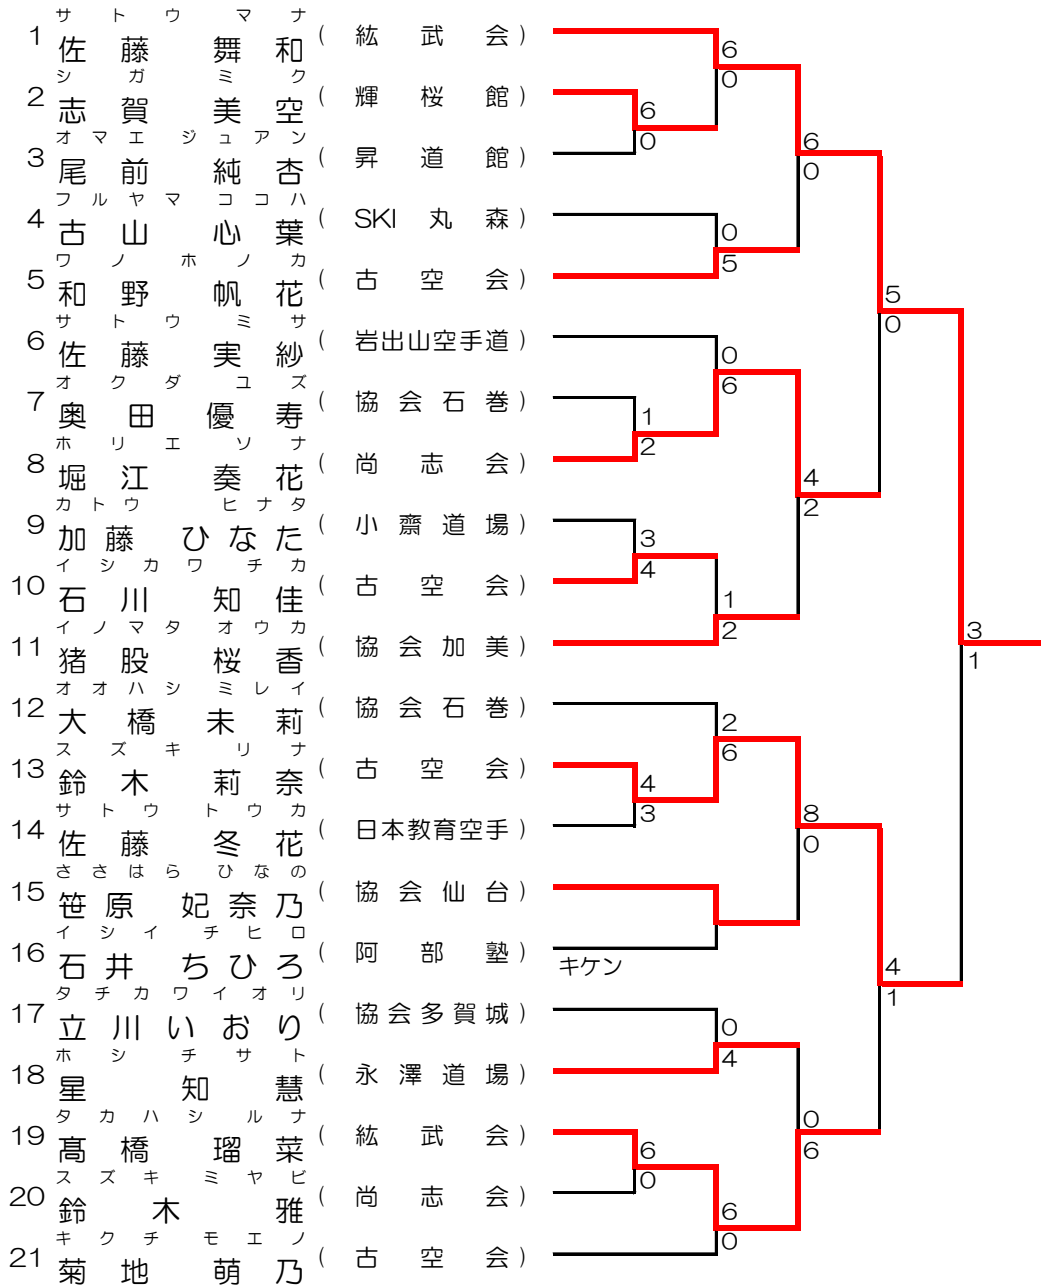 サトウ マナ
1 佐藤 舞和 ( 紘武会 )
シガ ミク
2 志賀 美空 ( 輝桜館 )
オマエ ジュアン
3 尾前 純杏 ( 昇道館 )
フルヤマ ココハ
4 古山 心葉 ( SKI丸森 )
ワノ ホノカ
5 和野 帆花 ( 古空会 )
サトウ ミサ
6 佐藤 実紗 ( 岩出山空手道 )
オクダ ユズ
7 奥田 優寿 ( 協会石巻 )
ホリエ ソナ
8 堀江 奏花 ( 尚志会 )
カトウ ヒナタ
9 加藤 ひなた ( 小齋道場 )
イシカワ チカ
10 石川 知佳 ( 古空会 )
イノマタ オウカ
11 猪股 桜香 ( 協会加美 )
オオハシ ミレイ
12 大橋 未莉 ( 協会石巻 )
スズキ リナ
13 鈴木 莉奈 ( 古空会 )
サトウ トウカ
14 佐藤 冬花 ( 日本教育空手 )
ささはら ひなの
15 笹原 妃奈乃 ( 協会仙台 )
イシイ チヒロ
16 石井 ちひろ ( 阿部塾 )
キケン
タチカワイオリ
17 立川いおり ( 協会多賀城 )
ホシ チサト
18 星 知慧 ( 永澤道場 )
タカハシ ルナ
19 髙橋 瑠菜 ( 紘武会 )
スズキ ミヤビ
20 鈴木 雅 ( 尚志会 )
キクチ モエノ
21 菊地 萌乃 ( 古空会 )
6
0
1
2
3
4
4
3
6
0
6
0
0
5
0
6
1
2
2
6
0
4
6
0
6
0
4
2
8
0
0
6
5
0
4
1
3
1